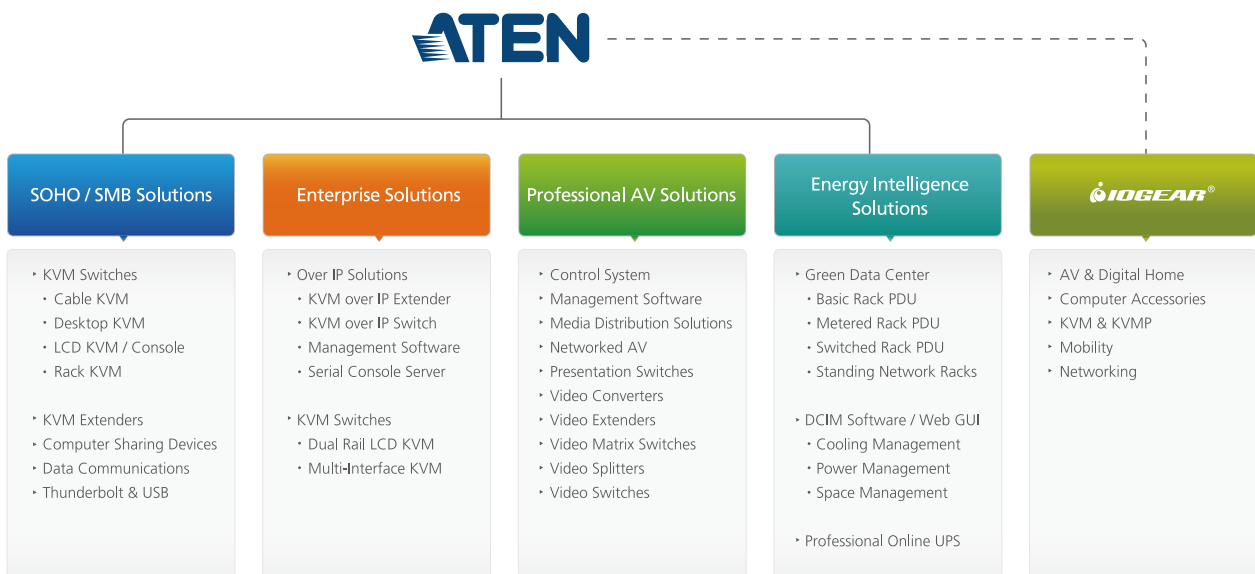 ATEN
SOHO / SMB Solutions
KVM Switches
Cable KVM
Desktop KVM
LCD KVM / Console
Rack KVM
KVM Extenders
Computer Sharing Devices
Data Communications
Thunderbolt & USB
Enterprise Solutions
Over IP Solutions
KVM over IP Extender
KVM over IP Switch
Management Software
Serial Console Server
KVM Switches
Dual Rail LCD KVM
Multi-Interface KVM
Professional AV Solutions
Control System
Management Software
Media Distribution Solutions
Networked AV
Presentation Switches
Video Converters
Video Extenders
Video Matrix Switches
Video Splitters
Video Switches
Energy Intelligence
Solutions
Green Data Center
Basic Rack PDU
Metered Rack PDU
Switched Rack PDU
Standing Network Racks
DCIM Software / Web GUI
Cooling Management
Power Management
Space Management
Professional Online UPS
IOGEAR®
AV & Digital Home
Computer Accessories
KVM & KVMP
Mobility
Networking